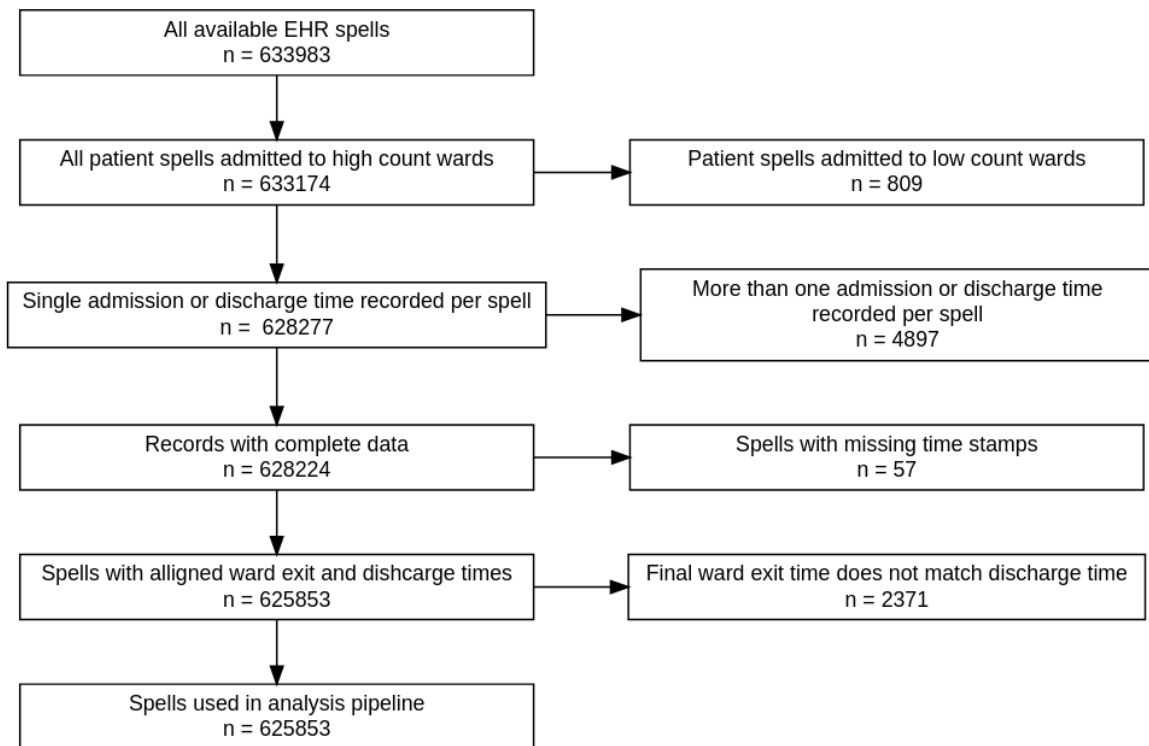 All available EHR spells
n = 633983
All patient spells admitted to high count wards
n = 633174
Patient spells admitted to low count wards
n = 809
Single admission or discharge time recorded per spell
n =  628277
More than one admission or discharge time
recorded per spell
n = 4897
Records with complete data
n = 628224
Spells with missing time stamps
n = 57
Spells with alligned ward exit and dishcarge times
n = 625853
Final ward exit time does not match discharge time
n = 2371
Spells used in analysis pipeline
n = 625853